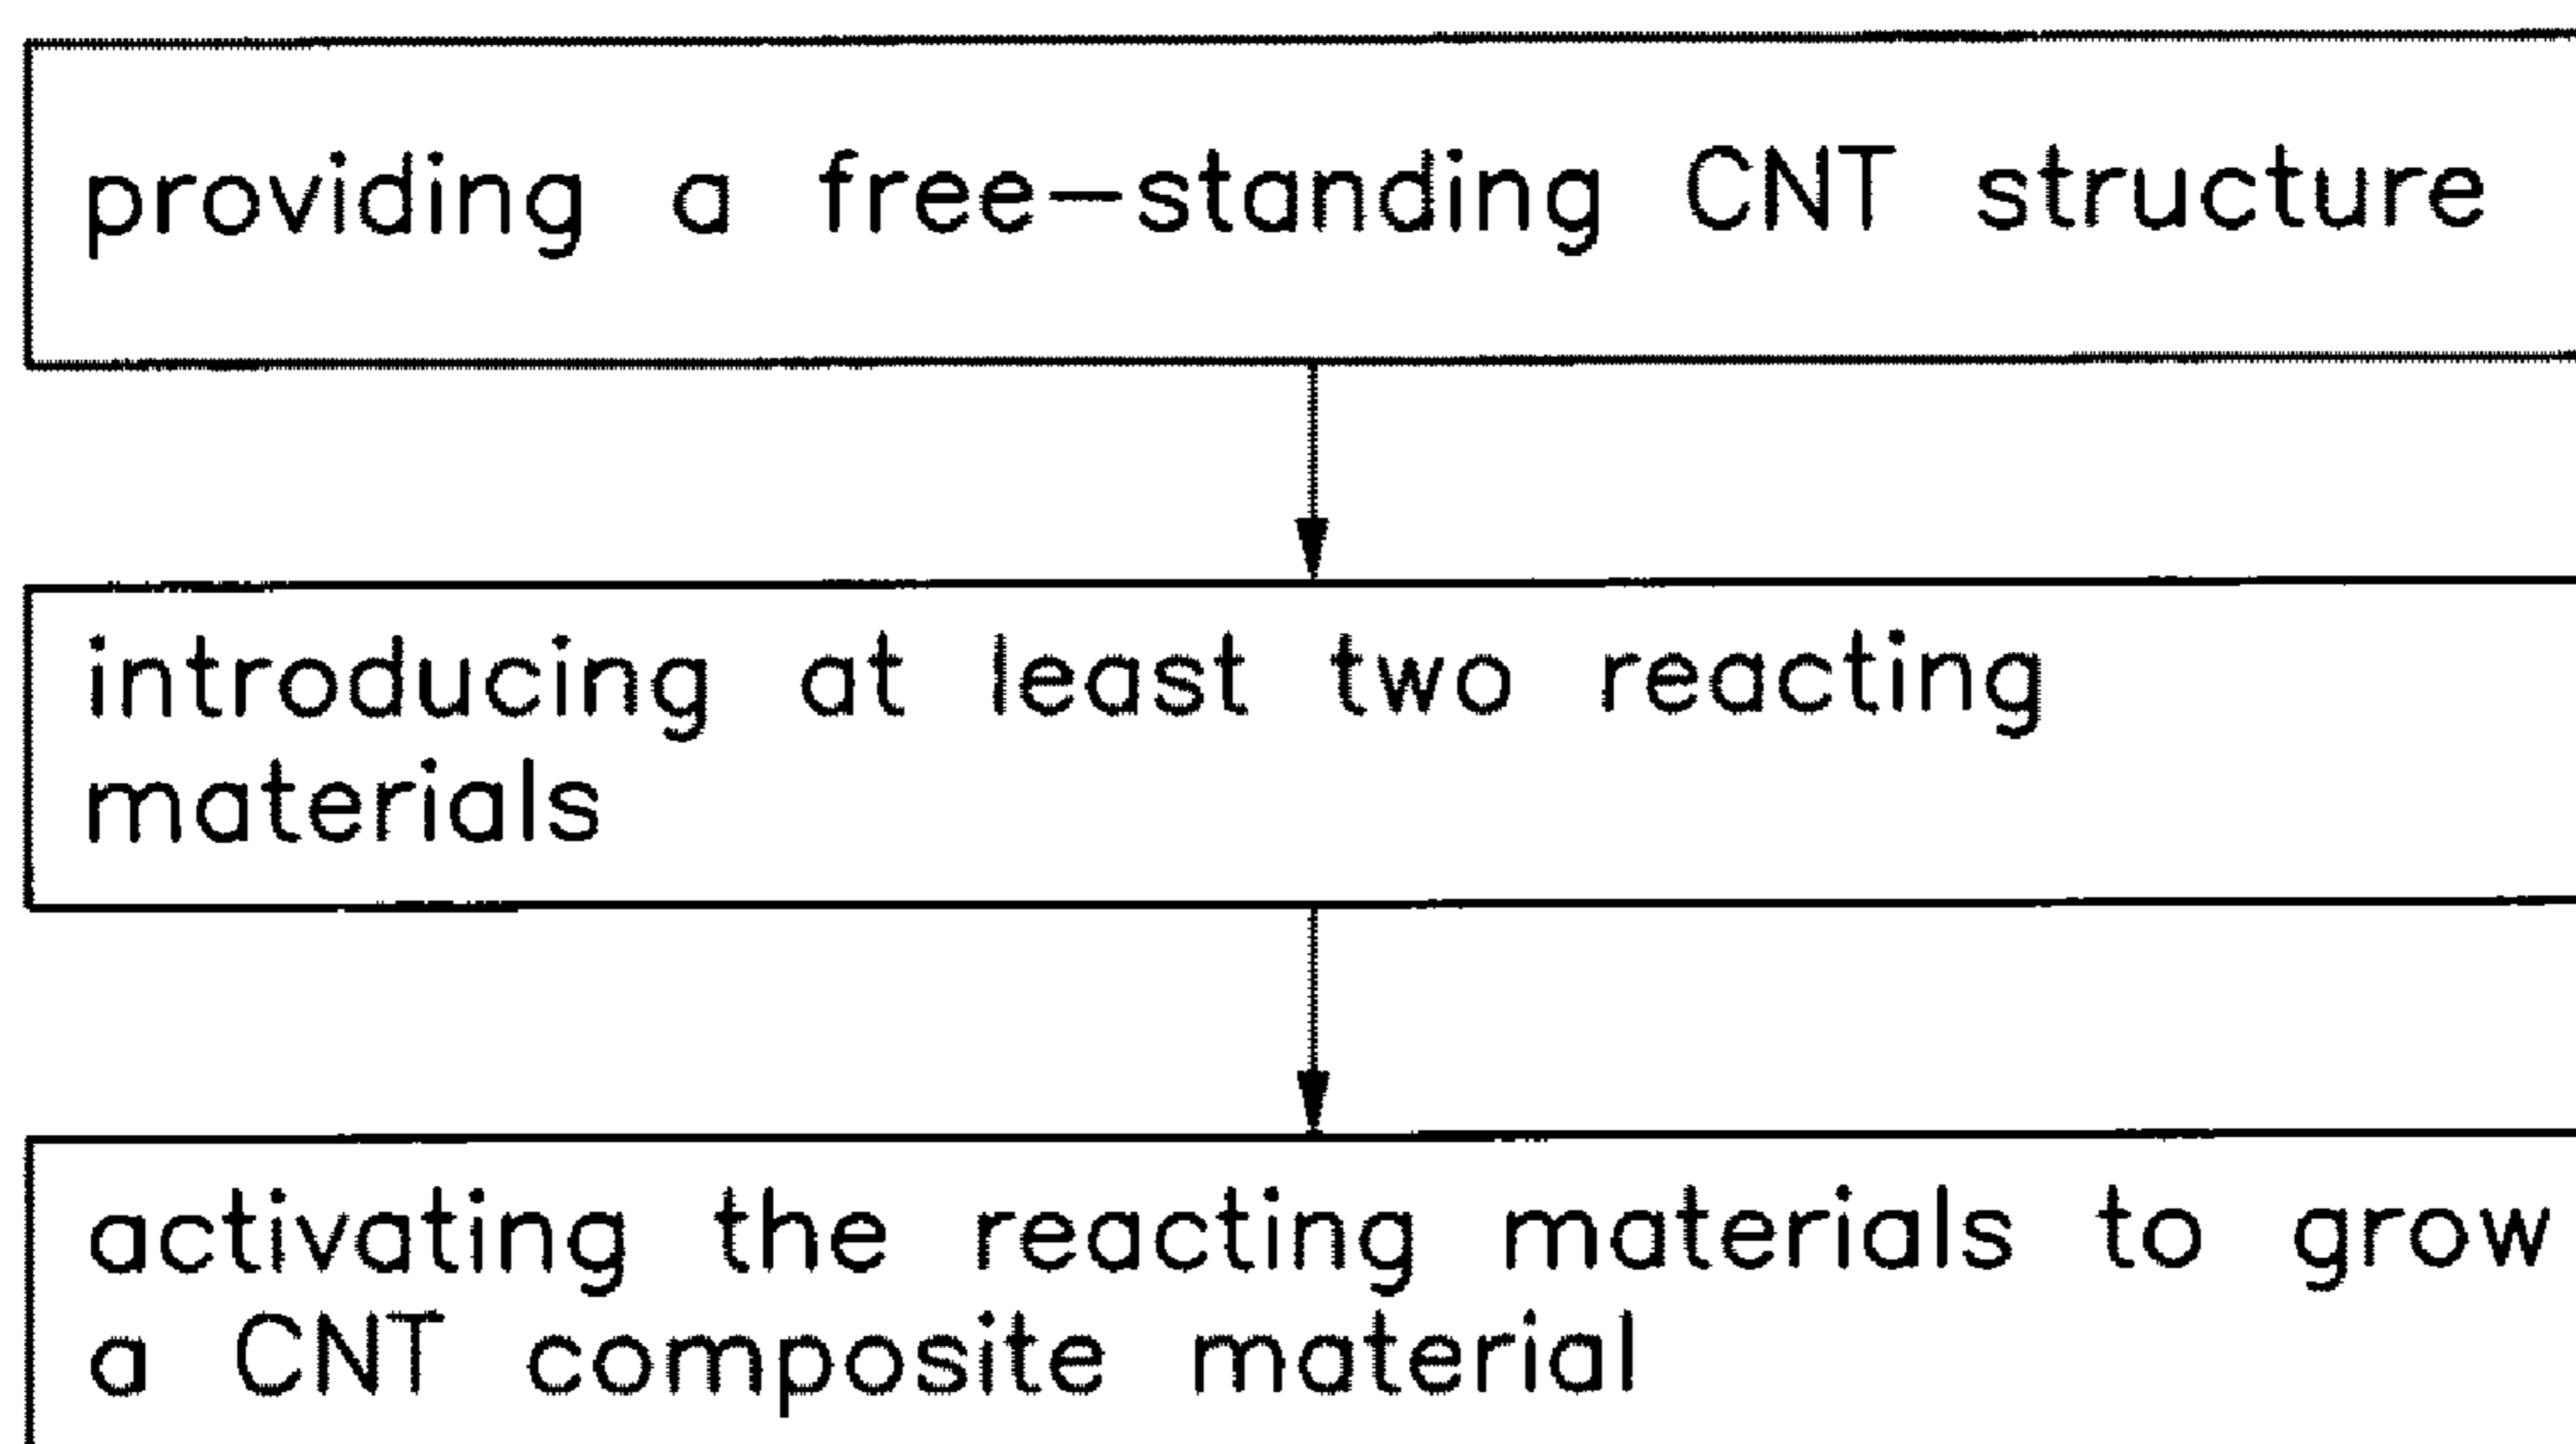 providing a free-standing CNT structure
introducing at least two reacting
materials
activating the reacting materials to grow
a CNT composite material